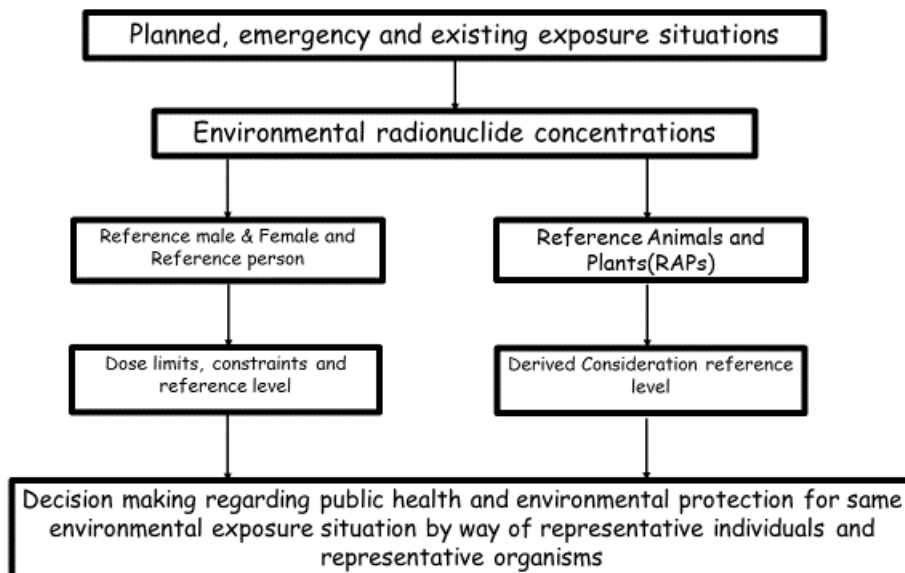 Planned, emergency and existing exposure situations
Environmental radionuclide concentrations
Reference male & Female and
Reference person
Reference Animals and
Plants(RAPs)
Dose limits, constraints and
reference level
Derived Consideration reference
level
Decision making regarding public health and environmental protection for same
environmental exposure situation by way of representative individuals and
representative organisms